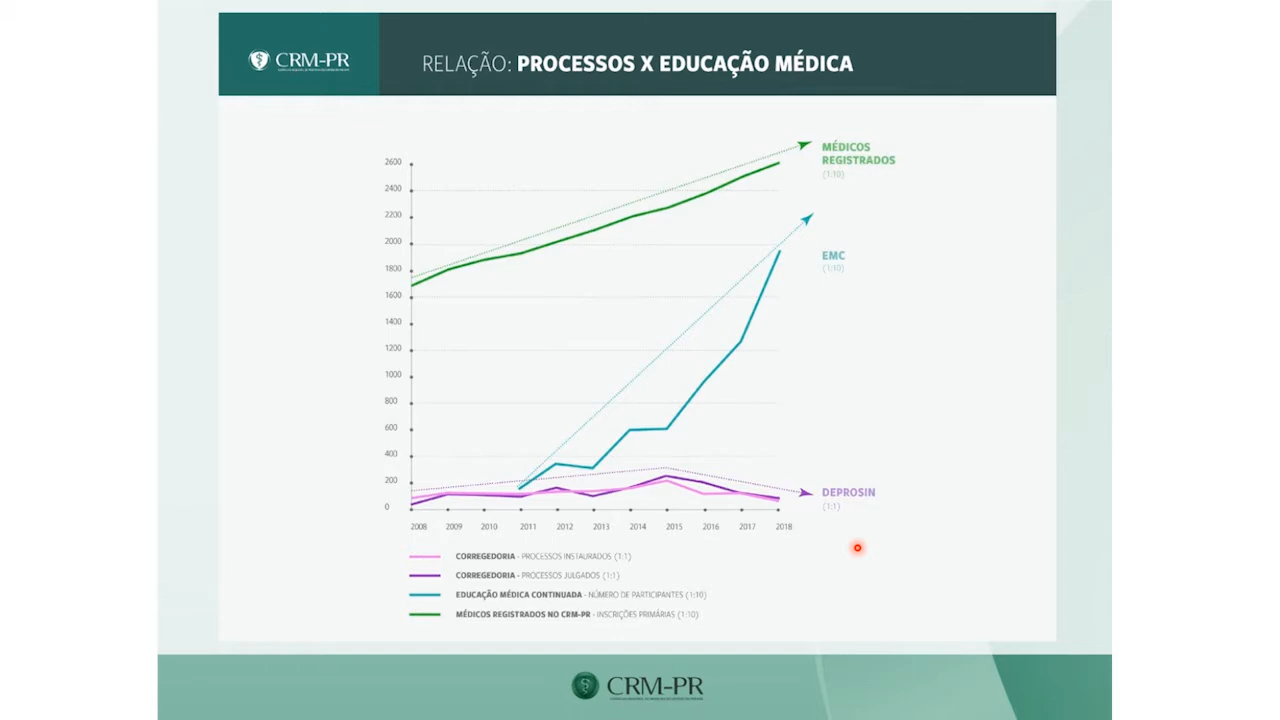 CRM-PR
RELAÇÃO: PROCESSOS X EDUCAÇÃO MÉDICA
MÉDICOS
REGISTRADOS
(1:10)
EMC
(1:10)
DEPROSIN
(1:1)
2600
2400
2200
2000
1800
1600
1400
1200
1000
800
600
400
200
0
2008 2009 2010 2011 2012 2013 2014 2015 2016 2017 2018
CORREGEDORIA - PROCESSOS INSTAURADOS (1:1)
CORREGEDORIA - PROCESSOS JULGADOS (1:1)
EDUCAÇÃO MÉDICA CONTINUADA - NÚMERO DE PARTICIPANTES (1:10)
MÉDICOS REGISTRADOS NO CRM-PR - INSCRIÇÕES PRIMÁRIAS (1:10)
CRM-PR